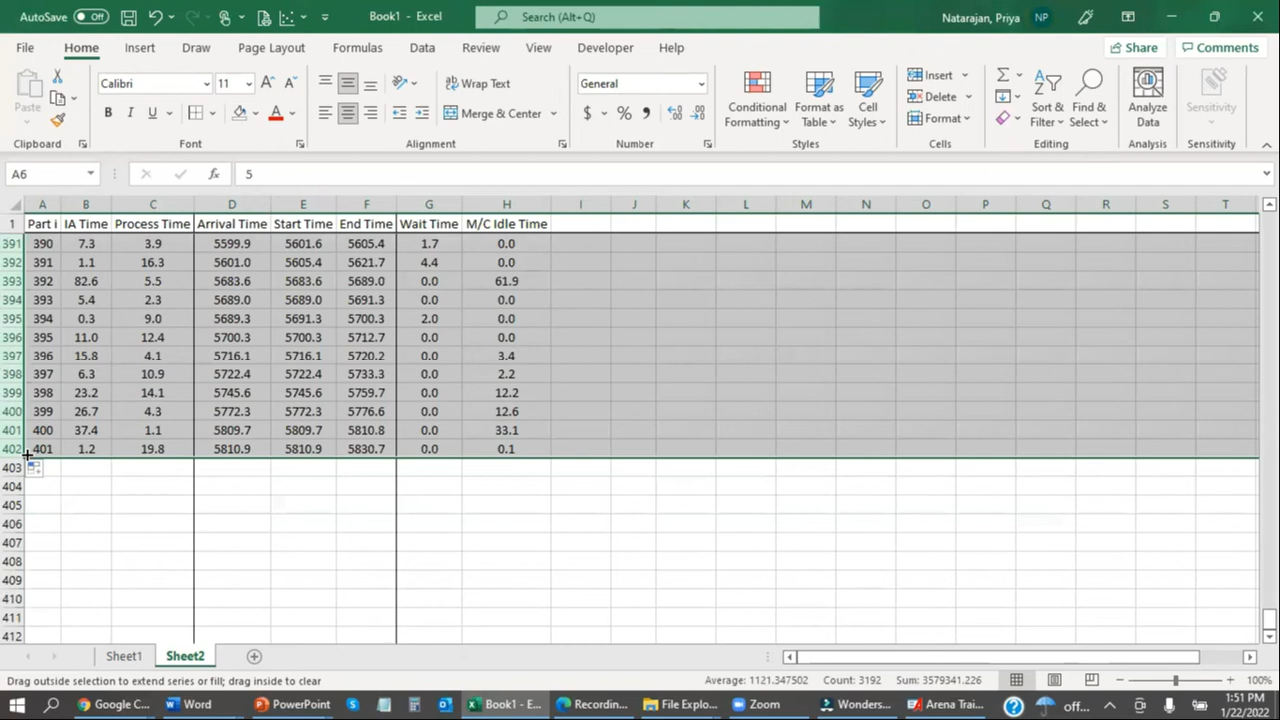 AutoSave Off Book1 - Excel Search (Alt+Q) Natarajan, Priya NP
File Home Insert Draw Page Layout Formulas Data Review View Developer Help Share Comments
Paste Calibri 11 Wrap Text General Conditional Formatting Format as Table Cell Styles Insert Sort & Filter Find & Select Analyze Data Sensitivity
B I U Merge & Center $ % Delete
Format
Clipboard Font Alignment Number Styles Cells Editing Analysis Sensitivity
A6 fx 5
A B C D E F G H I J K L M N O P Q R S T
1 Part i IA Time Process Time Arrival Time Start Time End Time Wait Time M/C Idle Time
391 390 7.3 3.9 5599.9 5601.6 5605.4 1.7 0.0
392 391 1.1 16.3 5601.0 5605.4 5621.7 4.4 0.0
393 392 82.6 5.5 5683.6 5683.6 5689.0 0.0 61.9
394 393 5.4 2.3 5689.0 5689.0 5691.3 0.0 0.0
395 394 0.3 9.0 5689.3 5691.3 5700.3 2.0 0.0
396 395 11.0 12.4 5700.3 5700.3 5712.7 0.0 0.0
397 396 15.8 4.1 5716.1 5716.1 5720.2 0.0 3.4
398 397 6.3 10.9 5722.4 5722.4 5733.3 0.0 2.2
399 398 23.2 14.1 5745.6 5745.6 5759.7 0.0 12.2
400 399 26.7 4.3 5772.3 5772.3 5776.6 0.0 12.6
401 400 37.4 1.1 5809.7 5809.7 5810.8 0.0 33.1
402 401 1.2 19.8 5810.9 5810.9 5830.7 0.0 0.1
403
404
405
406
407
408
409
410
411
412
Sheet1 Sheet2
Drag outside selection to extend series or fill; drag inside to clear Average: 1121.347502 Count: 3192 Sum: 3579341.226 100%
Google C... Word PowerPoint Book1 - E... Recordin... File Explo... Zoom Wonders... Arena Trai... off... 1:51 PM
1/22/2022